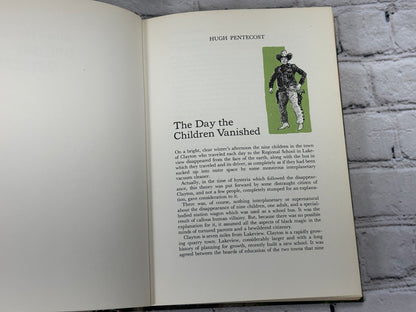 HUGH PENTECOST
The Day the
Children Vanished
On a bright, clear winter's afternoon the nine children in the town
of Clayton who traveled each day to the Regional School in Lake-
view disappeared from the face of the earth, along with the bus in
which they traveled and its driver, as completely as if they had been
sucked up into outer space by some monstrous interplanetary
vacuum cleaner.
Actually, in the time of hysteria which followed the disappear-
ance, this theory was put forward by some distraught citizen of
Clayton, and not a few people, completely stumped for an explana-
tion, gave consideration to it.
There was, of course, nothing interplanetary or supernatural
about the disappearance of nine children, one adult, and a special-
bodied station wagon which was used as a school bus. It was the
result of callous human villainy. But, because there was no possible
explanation for it, it assumed all the aspects of black magic in the
minds of tortured parents and a bewildered citizenry.
Clayton is seven miles from Lakeview. Clayton is a rapidly grow-
ing quarry town. Lakeview, considerably larger and with a long
history of planning for growth, recently built a new school. It was
agreed between the boards of education of the two towns that nine